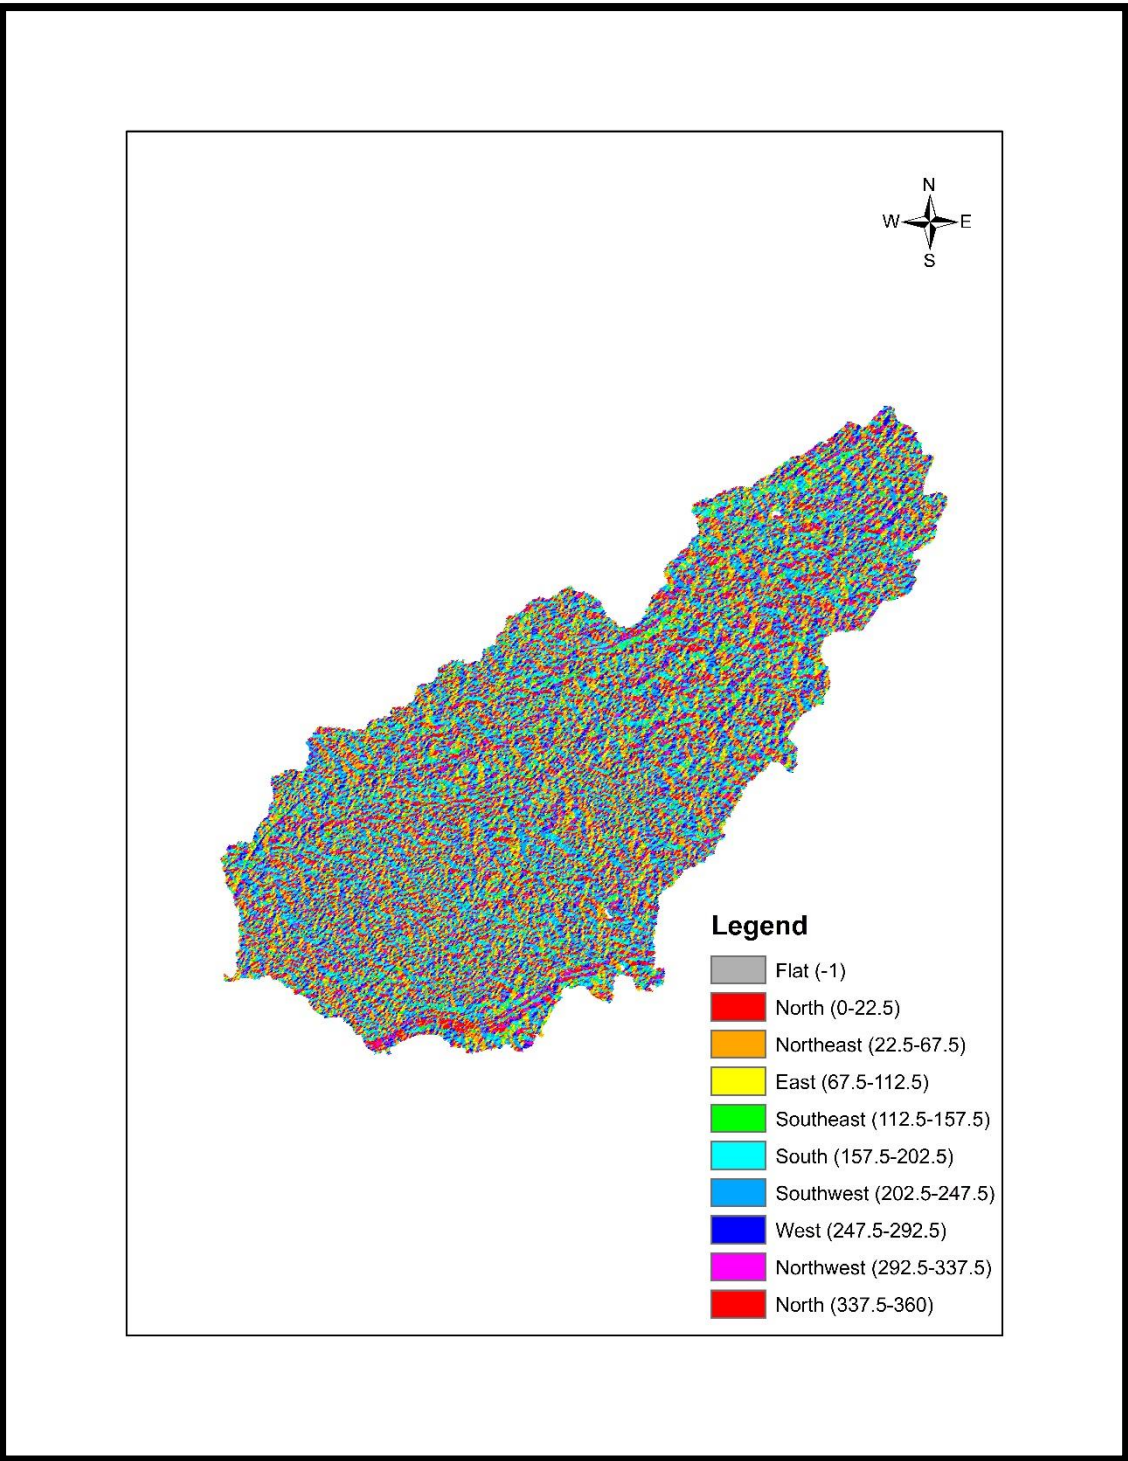 N
W E
S
Legend
Flat (-1)
North (0-22.5)
Northeast (22.5-67.5)
East (67.5-112.5)
Southeast (112.5-157.5)
South (157.5-202.5)
Southwest (202.5-247.5)
West (247.5-292.5)
Northwest (292.5-337.5)
North (337.5-360)